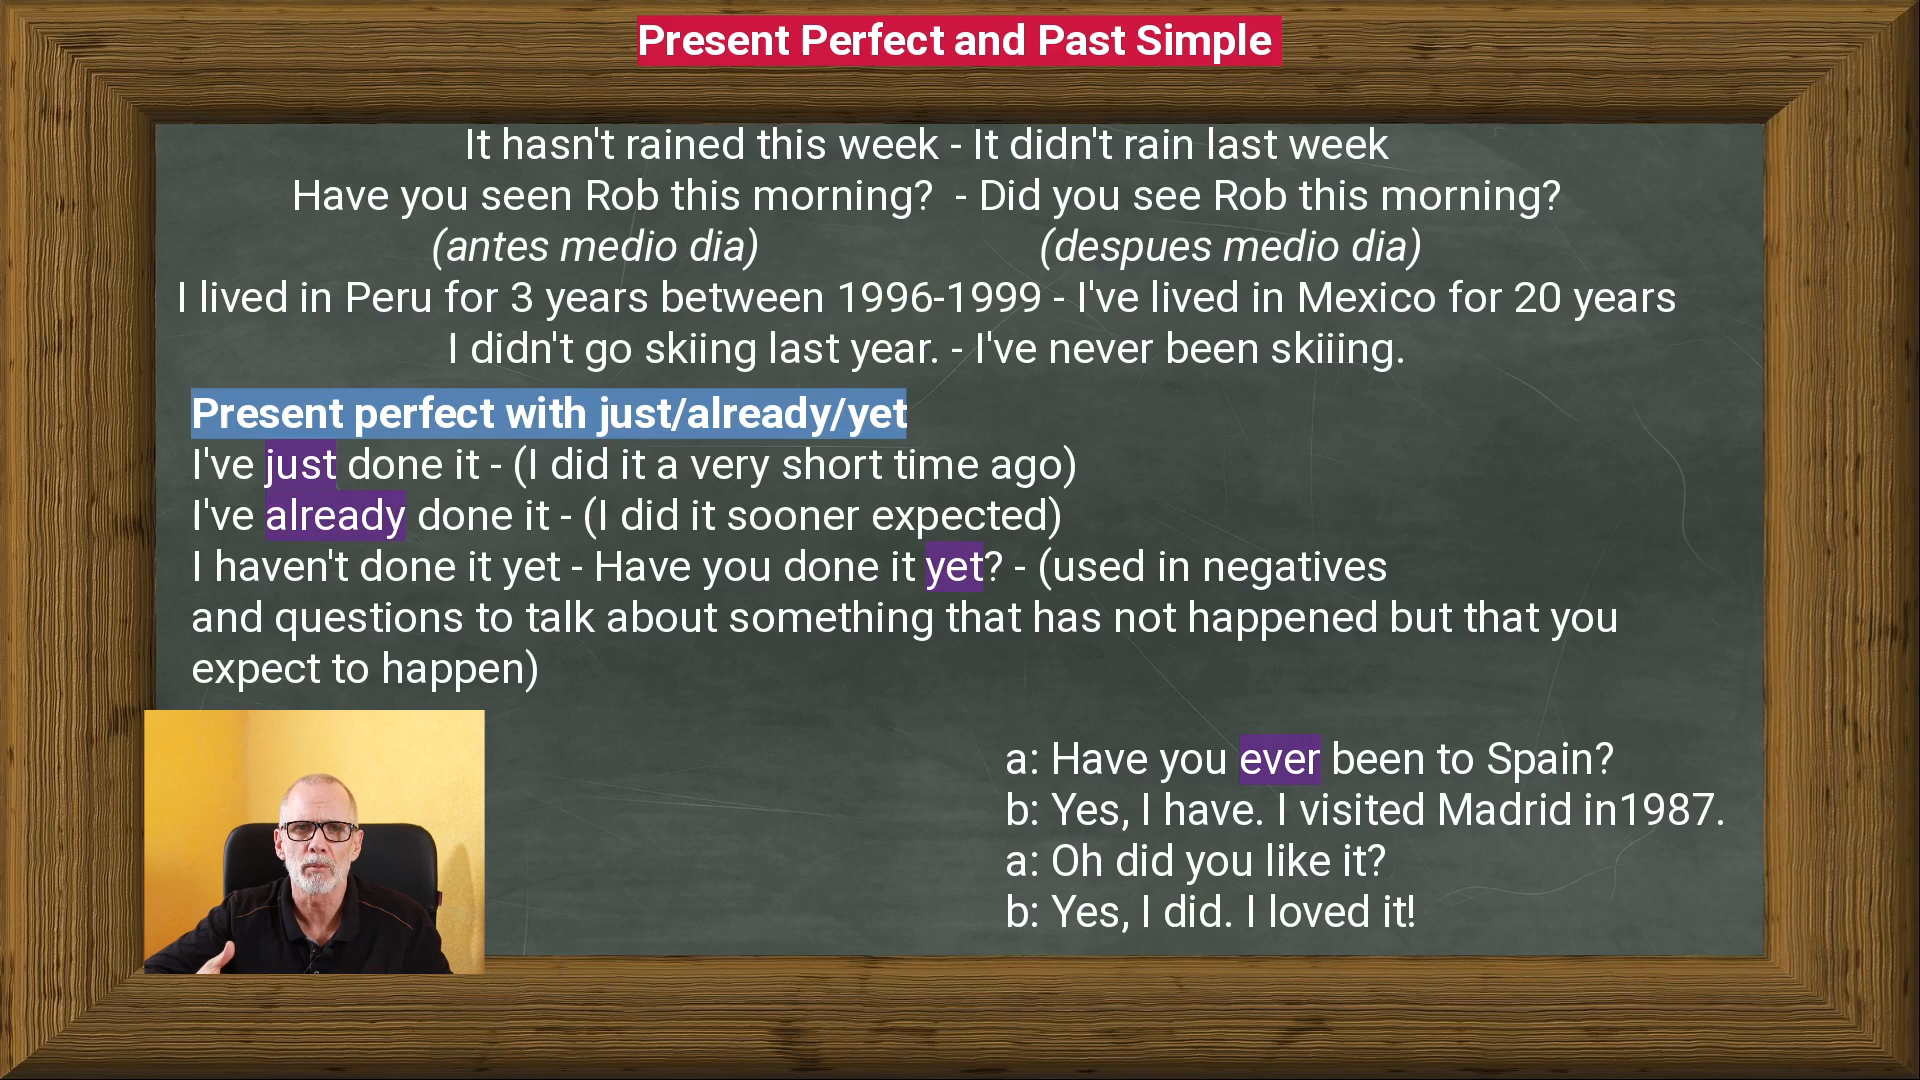 Present Perfect and Past Simple
It hasn't rained this week - It didn't rain last week
Have you seen Rob this morning?  - Did you see Rob this morning?
(antes medio dia) (despues medio dia)
I lived in Peru for 3 years between 1996-1999 - I've lived in Mexico for 20 years
I didn't go skiing last year. - I've never been skiiing.
Present perfect with just/already/yet
I've just done it - (I did it a very short time ago)
I've already done it - (I did it sooner expected)
I haven't done it yet - Have you done it yet? - (used in negatives
and questions to talk about something that has not happened but that you
expect to happen)
a: Have you ever been to Spain?
b: Yes, I have. I visited Madrid in1987.
a: Oh did you like it?
b: Yes, I did. I loved it!